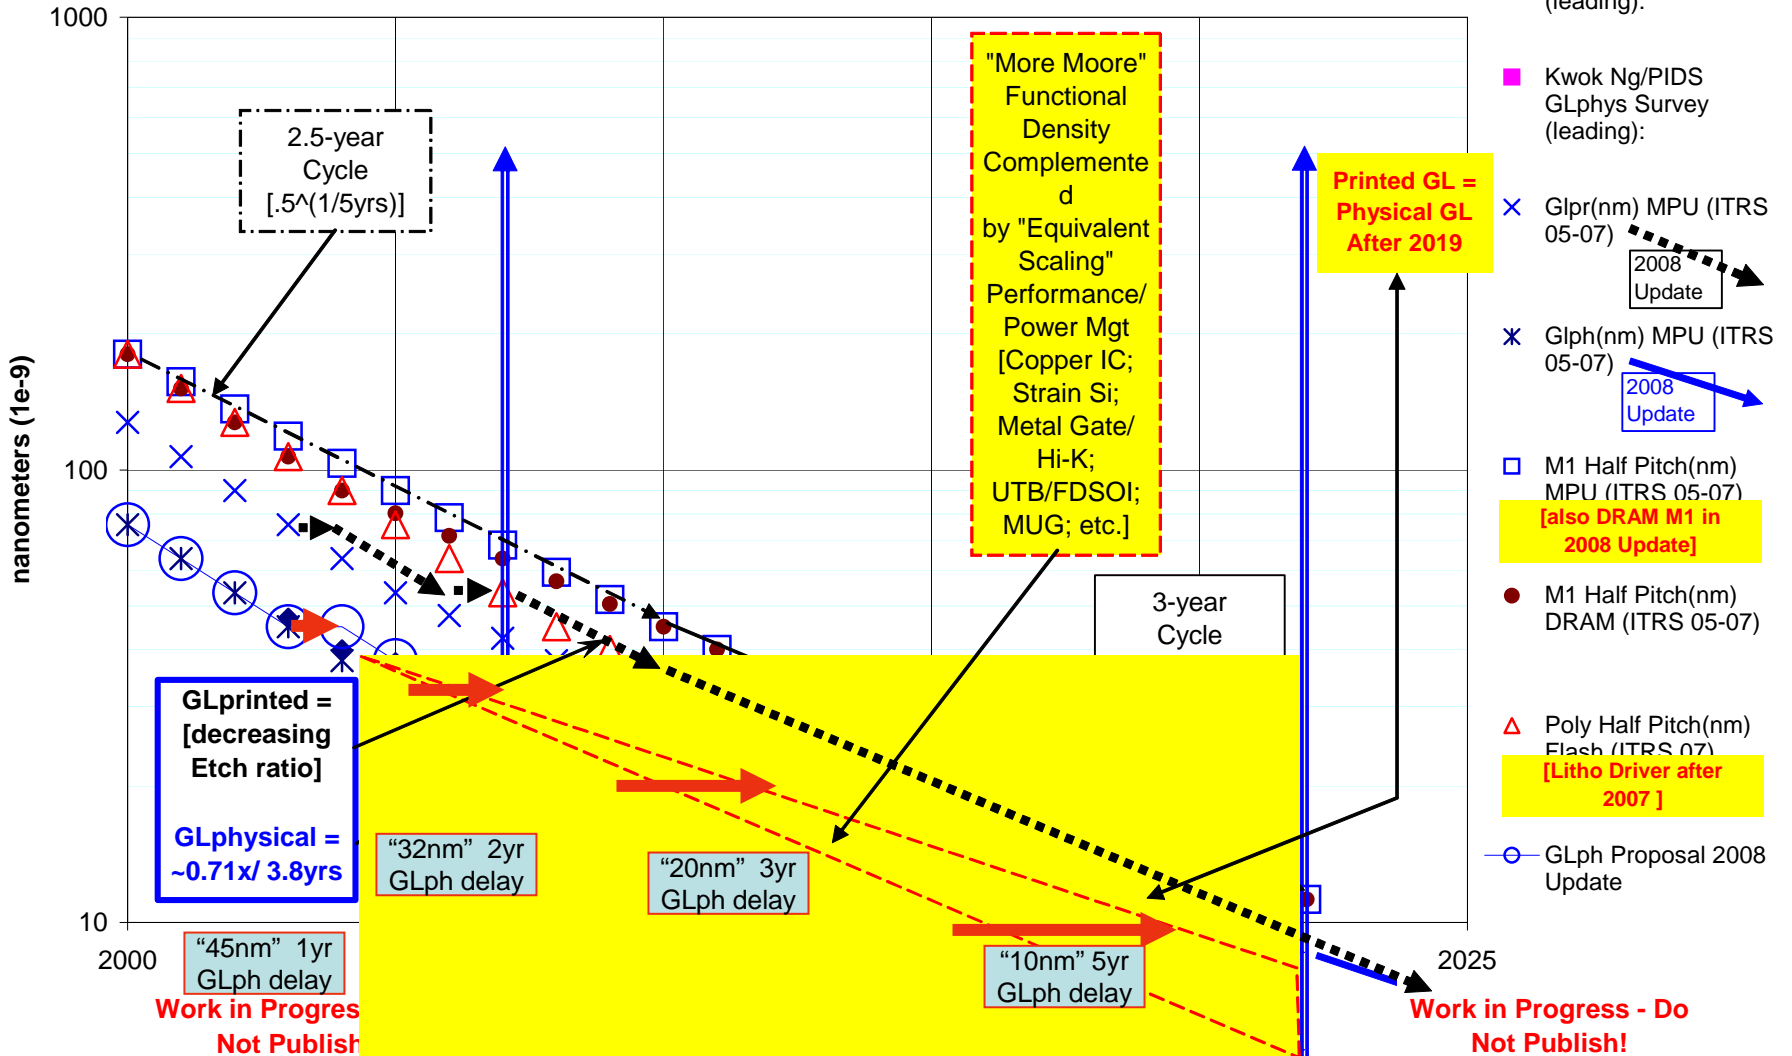 1000
100
10
nanometers (1e-9)
2000
2025
2.5-year
Cycle
[.5^(1/5yrs)]
"More Moore"
Functional
Density
Complemente
d
by "Equivalent
Scaling"
Performance/
Power Mgt
[Copper IC;
Strain Si;
Metal Gate/
Hi-K;
UTB/FDSOI;
MUG; etc.]
Printed GL =
Physical GL
After 2019
3-year
Cycle
GLprinted =
[decreasing
Etch ratio]
GLphysical =
~0.71x/ 3.8yrs
“45nm” 1yr
GLph delay
“32nm” 2yr
GLph delay
“20nm” 3yr
GLph delay
“10nm” 5yr
GLph delay
Work in Progres
Not Publish
Work in Progress - Do
Not Publish!
(leading):
Kwok Ng/PIDS
GLphys Survey
(leading):
Glpr(nm) MPU (ITRS
05-07)
2008
Update
Glph(nm) MPU (ITRS
05-07)
2008
Update
M1 Half Pitch(nm)
MPU (ITRS 05-07)
[also DRAM M1 in
2008 Update]
M1 Half Pitch(nm)
DRAM (ITRS 05-07)
Poly Half Pitch(nm)
Flash (ITRS 07)
[Litho Driver after
2007 ]
GLph Proposal 2008
Update